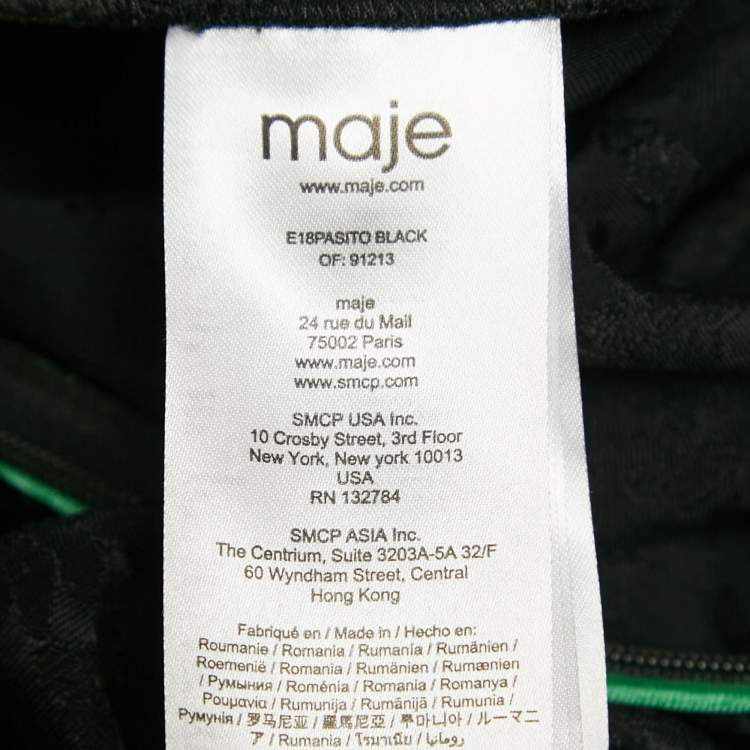 maje
www.maje.com
E18PASITO BLACK
OF: 91213
maje
24 rue du Mail
75002 Paris
www.maje.com
www.smcp.com
SMCP USA Inc.
10 Crosby Street, 3rd Floor
New York, New york 10013
USA
RN 132784
SMCP ASIA Inc.
The Centrium, Suite 3203A-5A 32/F
60 Wyndham Street, Central
Hong Kong
Fabriqué en / Made in / Hecho en:
Roumanie / Romania / Rumanía / Rumänien /
Roemenië / Romania / Rumänien / Rumænien
/ Румыния / Roménia / Romania / Romanya /
Ρουμανία / Rumunija / Rumānijā / Rumunia /
Румунія / 罗马尼亚 / 羅馬尼亞 / 루마니아 / ルーマニ
ア / Rumania / โรมาเนีย / رومانيا